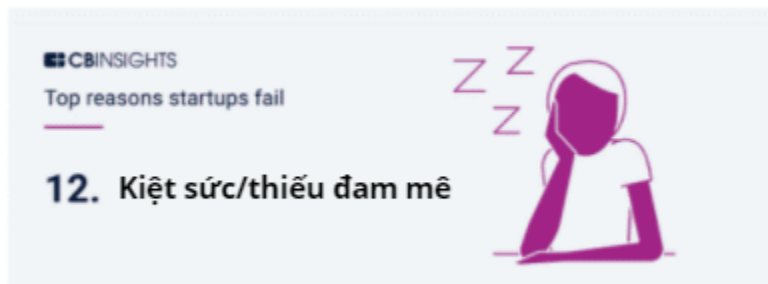 CBINSIGHTS
Top reasons startups fail
Z Z
Z
12. Kiệt sức/thiếu đam mê